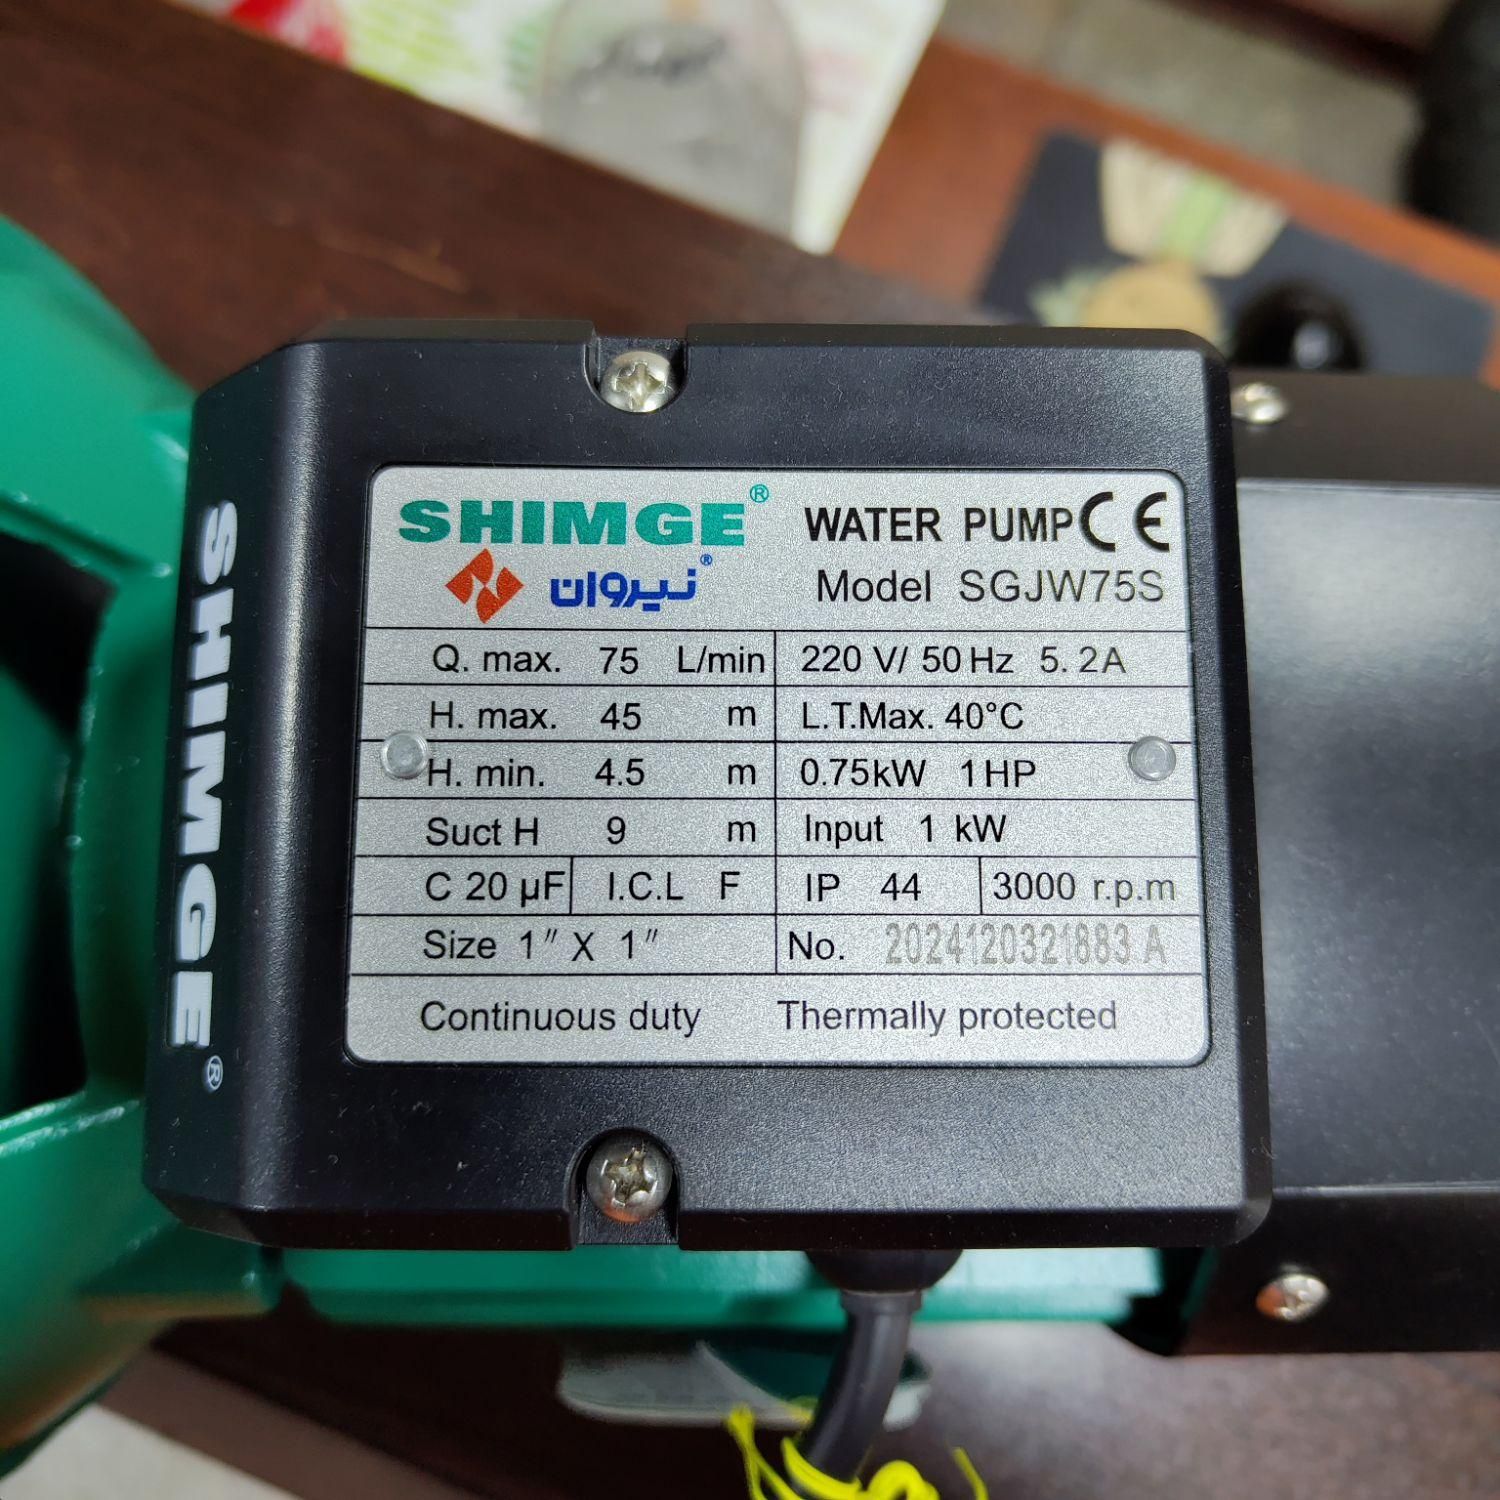 SHIMGE®
SHIMGE® WATER PUMP CE
نیروان® Model SGJW75S
Q. max. 75 L/min 220 V/ 50Hz 5.2A
H. max. 45 m L.T.Max. 40°C
H. min. 4.5 m 0.75kW 1HP
Suct H 9 m Input 1 kW
C 20 µF I.C.L F IP 44 3000 r.p.m
Size 1″ X 1″ No. 2024120321883 A
Continuous duty Thermally protected